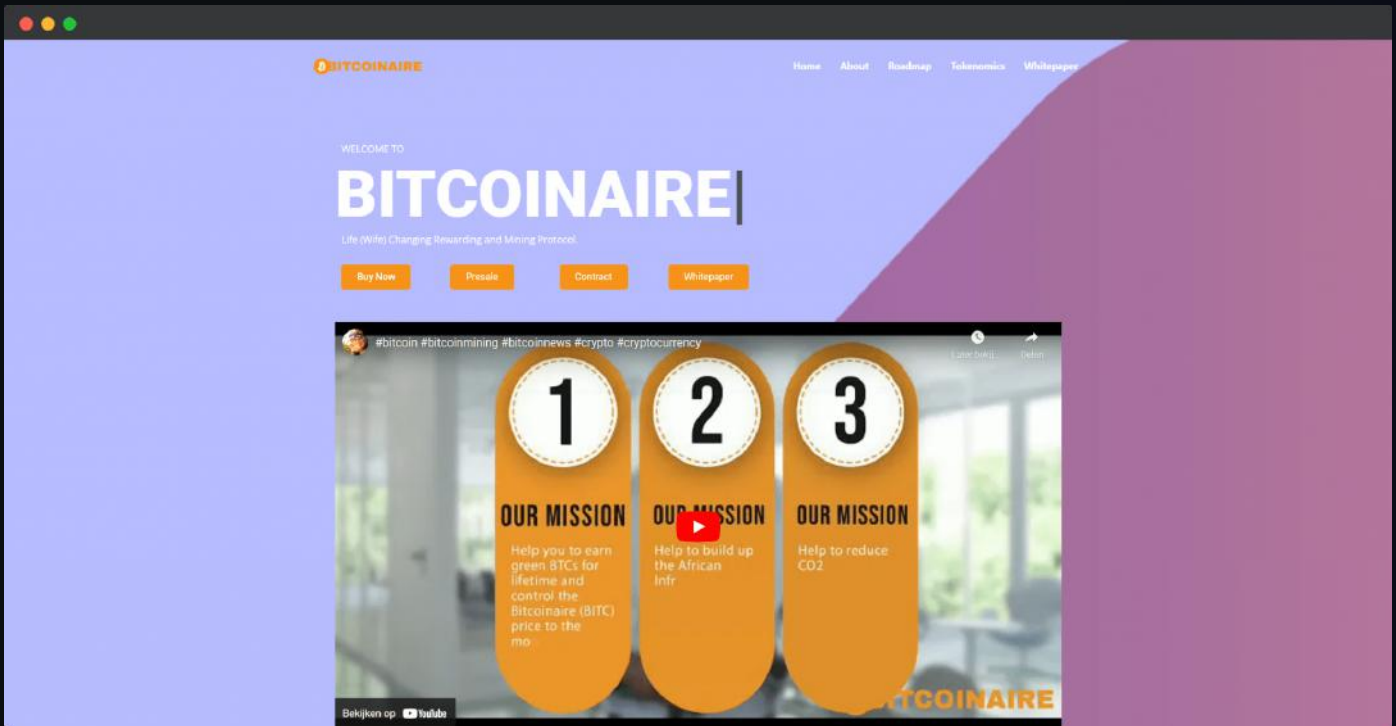 BITCOINAIRE
Home About Roadmap Tokenomics Whitepaper
WELCOME TO
BITCOINAIRE
Life (Wife) Changing Rewarding and Mining Protocol.
Buy Now Presale Contract Whitepaper
#bitcoin #bitcoinmining #bitcoinnews #crypto #cryptocurrency
Later bekij... Delen
1 2 3
OUR MISSION OUR MISSION OUR MISSION
Help you to earn
green BTCs for
lifetime and
control the
Bitcoinaire (BITC)
price to the
mo
Help to build up
the African
Infr
Help to reduce
CO2
BITCOINAIRE
Bekijken op YouTube